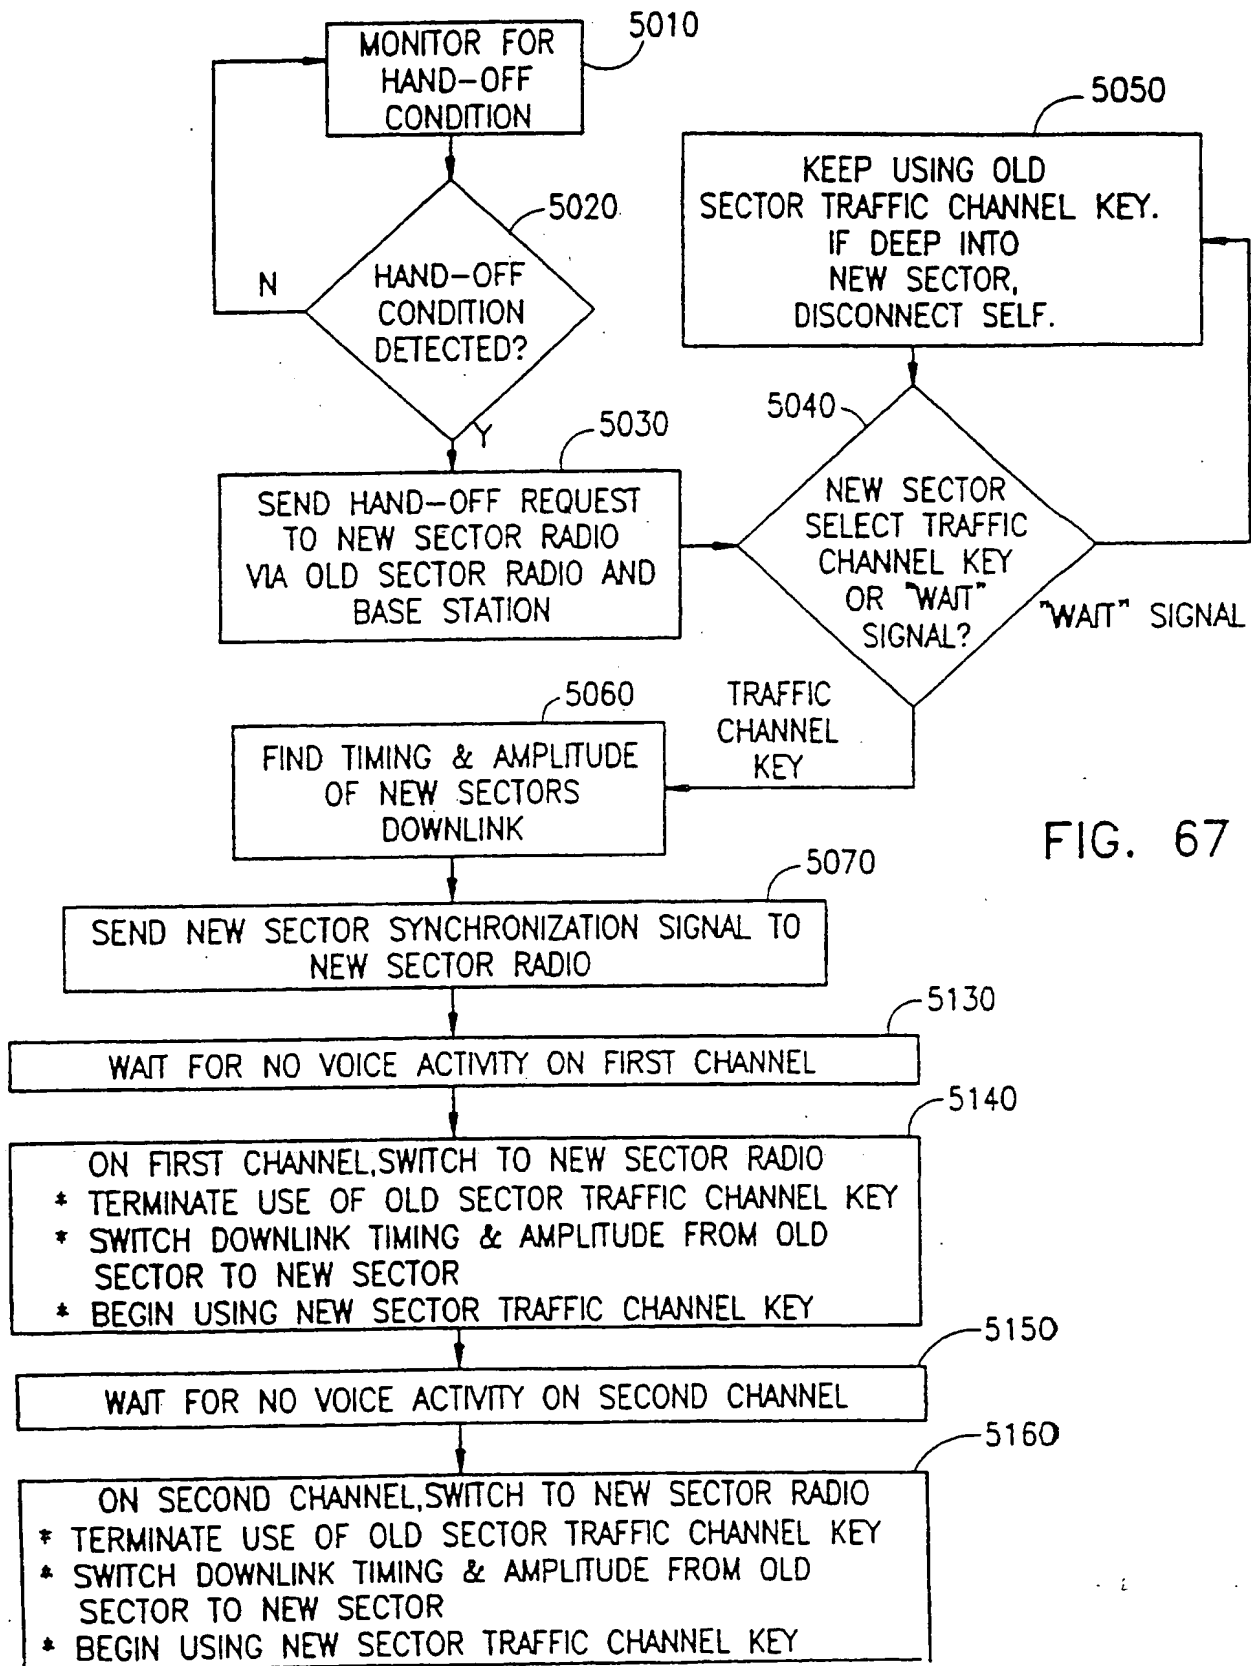 5010
MONITOR FOR
HAND-OFF
CONDITION
5020
HAND-OFF
CONDITION
DETECTED?
N
Y
5030
SEND HAND-OFF REQUEST
TO NEW SECTOR RADIO
VIA OLD SECTOR RADIO AND
BASE STATION
5050
KEEP USING OLD
SECTOR TRAFFIC CHANNEL KEY.
IF DEEP INTO
NEW SECTOR,
DISCONNECT SELF.
5040
NEW SECTOR
SELECT TRAFFIC
CHANNEL KEY
OR "WAIT"
SIGNAL?
"WAIT" SIGNAL
TRAFFIC
CHANNEL
KEY
5060
FIND TIMING & AMPLITUDE
OF NEW SECTORS
DOWNLINK
FIG. 67
5070
SEND NEW SECTOR SYNCHRONIZATION SIGNAL TO
NEW SECTOR RADIO
5130
WAIT FOR NO VOICE ACTIVITY ON FIRST CHANNEL
5140
ON FIRST CHANNEL,SWITCH TO NEW SECTOR RADIO
* TERMINATE USE OF OLD SECTOR TRAFFIC CHANNEL KEY
* SWITCH DOWNLINK TIMING & AMPLITUDE FROM OLD
SECTOR TO NEW SECTOR
* BEGIN USING NEW SECTOR TRAFFIC CHANNEL KEY
5150
WAIT FOR NO VOICE ACTIVITY ON SECOND CHANNEL
5160
ON SECOND CHANNEL,SWITCH TO NEW SECTOR RADIO
* TERMINATE USE OF OLD SECTOR TRAFFIC CHANNEL KEY
* SWITCH DOWNLINK TIMING & AMPLITUDE FROM OLD
SECTOR TO NEW SECTOR
* BEGIN USING NEW SECTOR TRAFFIC CHANNEL KEY